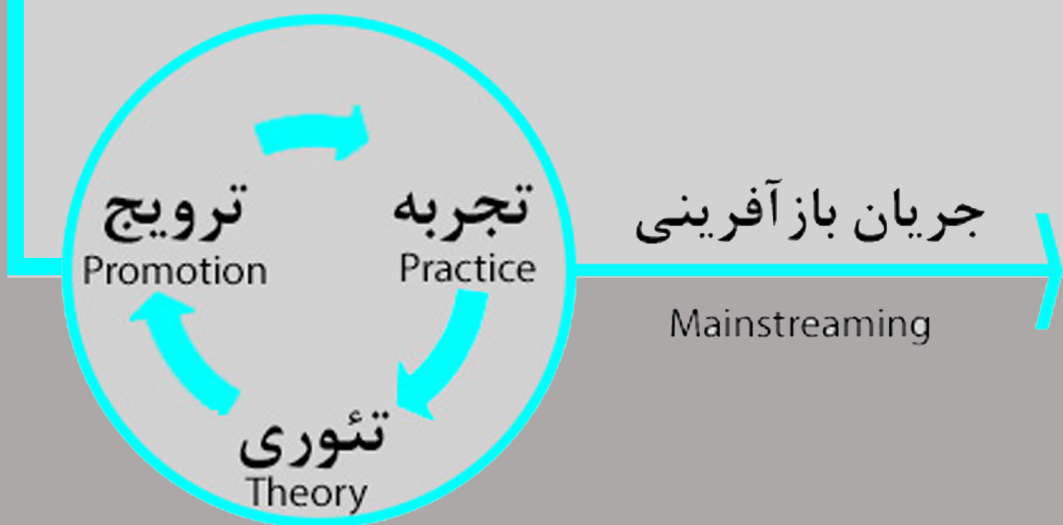 ترویج
Promotion
تجربه
Practice
تئوری
Theory
جریان بازآفرینی
Mainstreaming